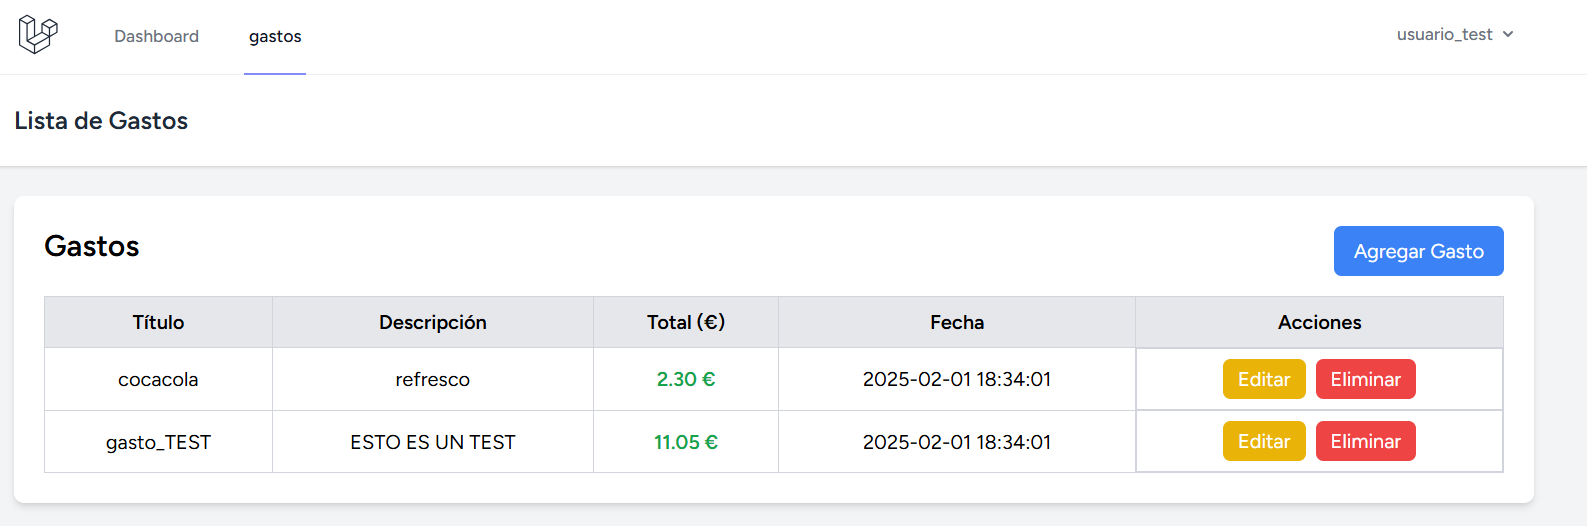 Dashboard gastos usuario_test
Lista de Gastos
Gastos
Agregar Gasto
Título Descripción Total (€) Fecha Acciones
cocacola refresco 2.30 € 2025-02-01 18:34:01 Editar Eliminar
gasto_TEST ESTO ES UN TEST 11.05 € 2025-02-01 18:34:01 Editar Eliminar